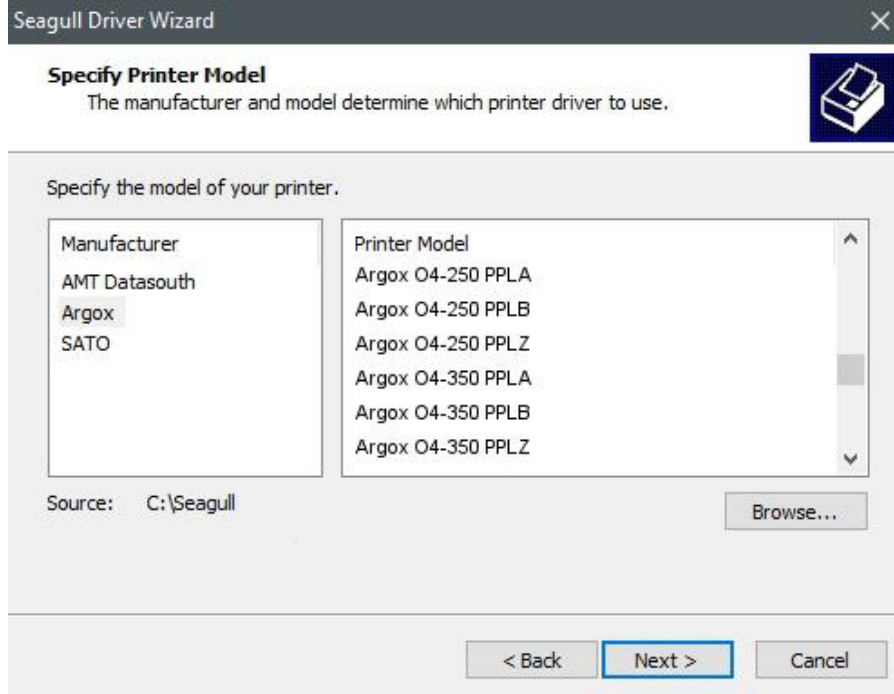 Seagull Driver Wizard
Specify Printer Model
The manufacturer and model determine which printer driver to use.
Specify the model of your printer.
Manufacturer
AMT Datasouth
Argox
SATO
Printer Model
Argox O4-250 PPLA
Argox O4-250 PPLB
Argox O4-250 PPLZ
Argox O4-350 PPLA
Argox O4-350 PPLB
Argox O4-350 PPLZ
Source: C:\Seagull
Browse...
< Back
Next >
Cancel